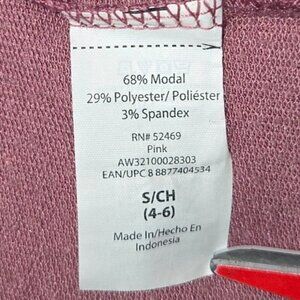 68% Modal
29% Polyester/ Poliéster
3% Spandex
RN# 52469
Pink
AW32100028303
EAN/UPC 8 8877404534
S/CH
(4-6)
Made In/Hecho En
Indonesia